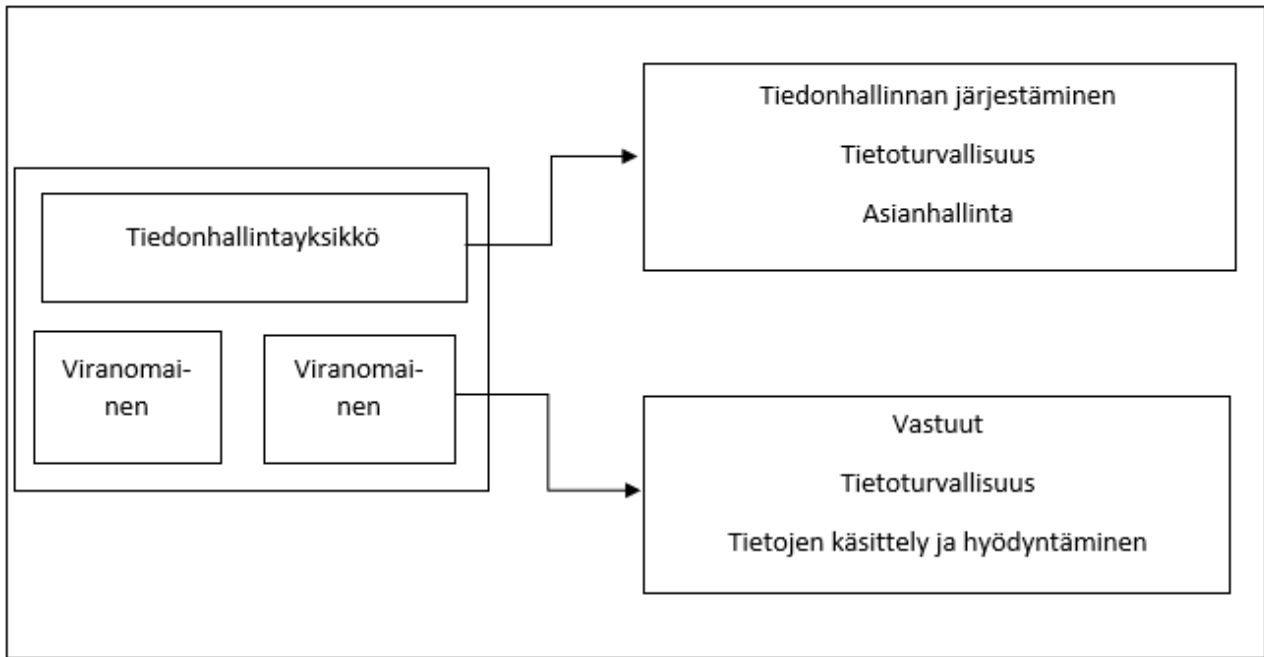 Tiedonhallintayksikkö
Viranomai-
nen
Viranomai-
nen
Tiedonhallinnan järjestäminen
Tietoturvallisuus
Asianhallinta
Vastuut
Tietoturvallisuus
Tietojen käsittely ja hyödyntäminen